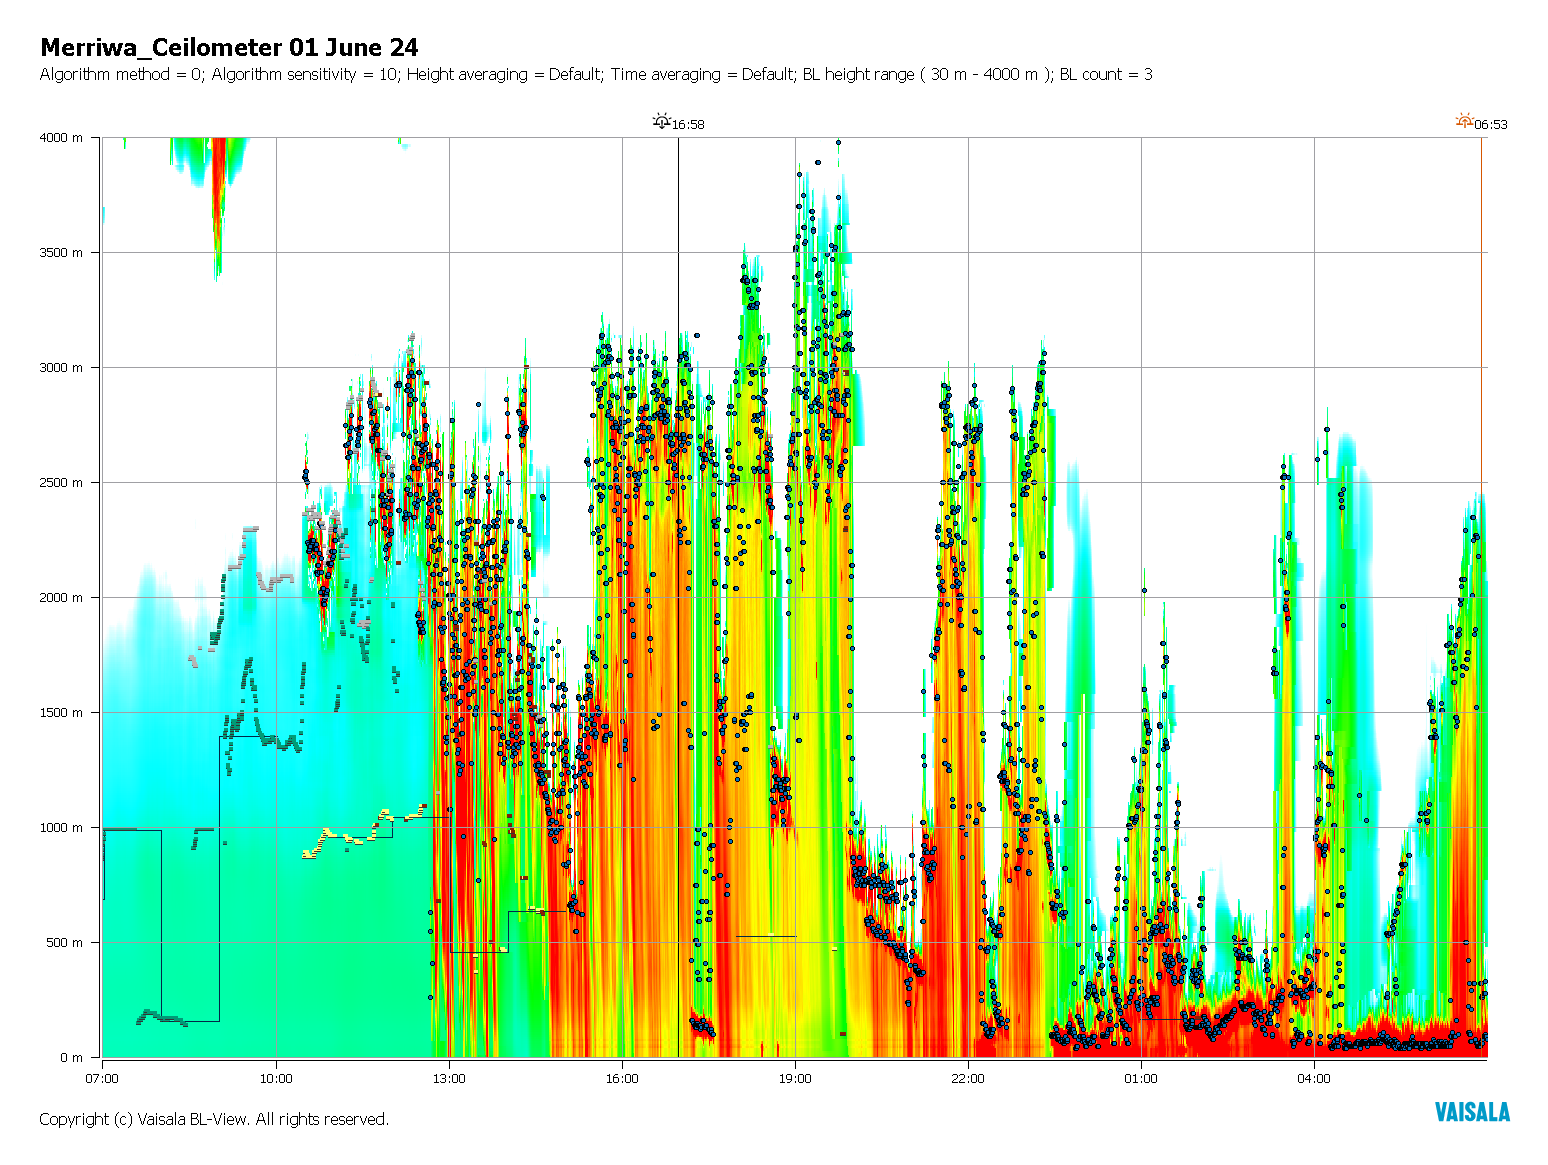 Merriwa_Ceilometer 01 June 24
Algorithm method = 0; Algorithm sensitivity = 10; Height averaging = Default; Time averaging = Default; BL height range ( 30 m - 4000 m ); BL count = 3
16:58
06:53
4000 m
3500 m
3000 m
2500 m
2000 m
1500 m
1000 m
500 m
0 m
07:00 10:00 13:00 16:00 19:00 22:00 01:00 04:00
Copyright (c) Vaisala BL-View. All rights reserved.
VAISALA